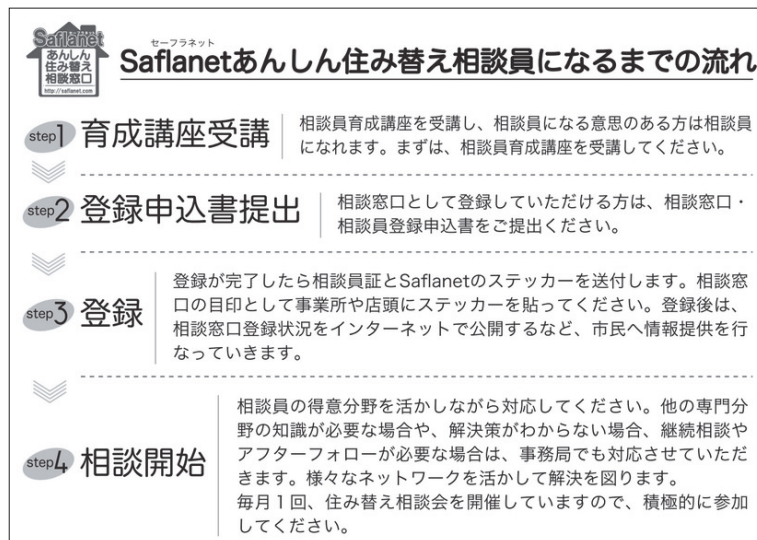 Saflanet
あんしん
住み替え
相談窓口
http://saflanet.com
セーフラネット
Saflanetあんしん住み替え相談員になるまでの流れ
step1 育成講座受講
相談員育成講座を受講し、相談員になる意思のある方は相談員
になれます。まずは、相談員育成講座を受講してください。
step2 登録申込書提出
相談窓口として登録していただける方は、相談窓口・
相談員登録申込書をご提出ください。
step3 登録
登録が完了したら相談員証とSaflanetのステッカーを送付します。相談窓
口の目印として事業所や店頭にステッカーを貼ってください。登録後は、
相談窓口登録状況をインターネットで公開するなど、市民へ情報提供を行
なっていきます。
step4 相談開始
相談員の得意分野を活かしながら対応してください。他の専門分
野の知識が必要な場合や、解決策がわからない場合、継続相談や
アフターフォローが必要な場合は、事務局でも対応させていただ
きます。様々なネットワークを活かして解決を図ります。
毎月1回、住み替え相談会を開催していますので、積極的に参加
してください。